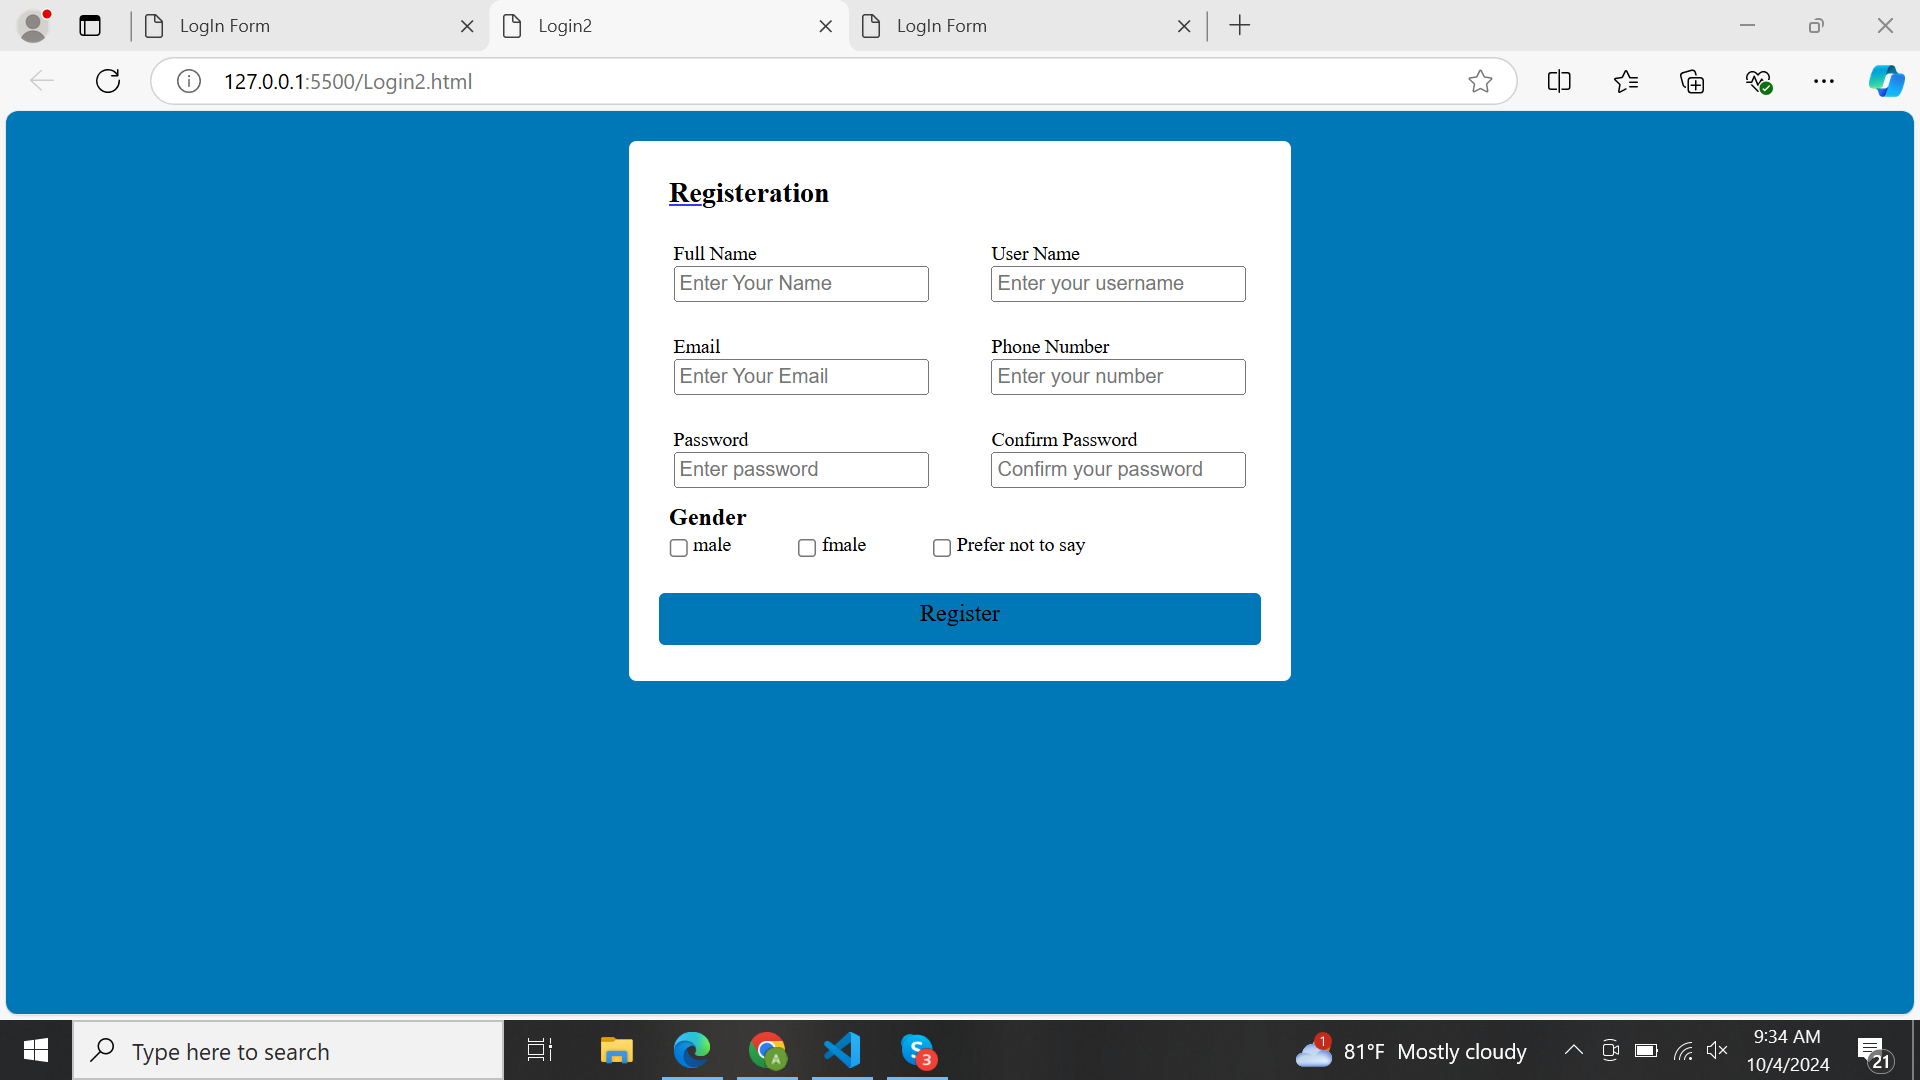 LogIn Form
Login2
LogIn Form
127.0.0.1:5500/Login2.html
Registeration
Full Name
User Name
Enter Your Name
Enter your username
Email
Phone Number
Enter Your Email
Enter your number
Password
Confirm Password
Enter password
Confirm your password
Gender
male
fmale
Prefer not to say
Register
Type here to search
A
S
3
1
81°F Mostly cloudy
9:34 AM
10/4/2024
21